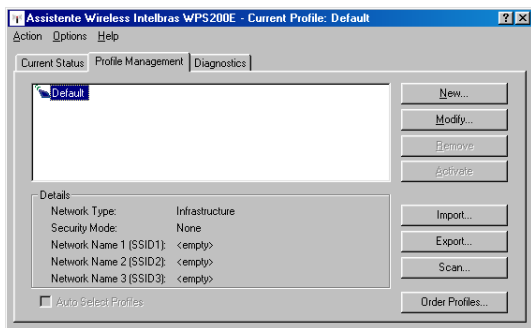 Assistente Wireless Intelbras WPS200E - Current Profile: Default
Action Options Help
Current Status Profile Management Diagnostics
Default
New...
Modify...
Remove
Activate
Details
Network Type: Infrastructure
Security Mode: None
Network Name 1 (SSID1): <empty>
Network Name 2 (SSID2): <empty>
Network Name 3 (SSID3): <empty>
Import...
Export...
Scan...
Auto Select Profiles
Order Profiles...